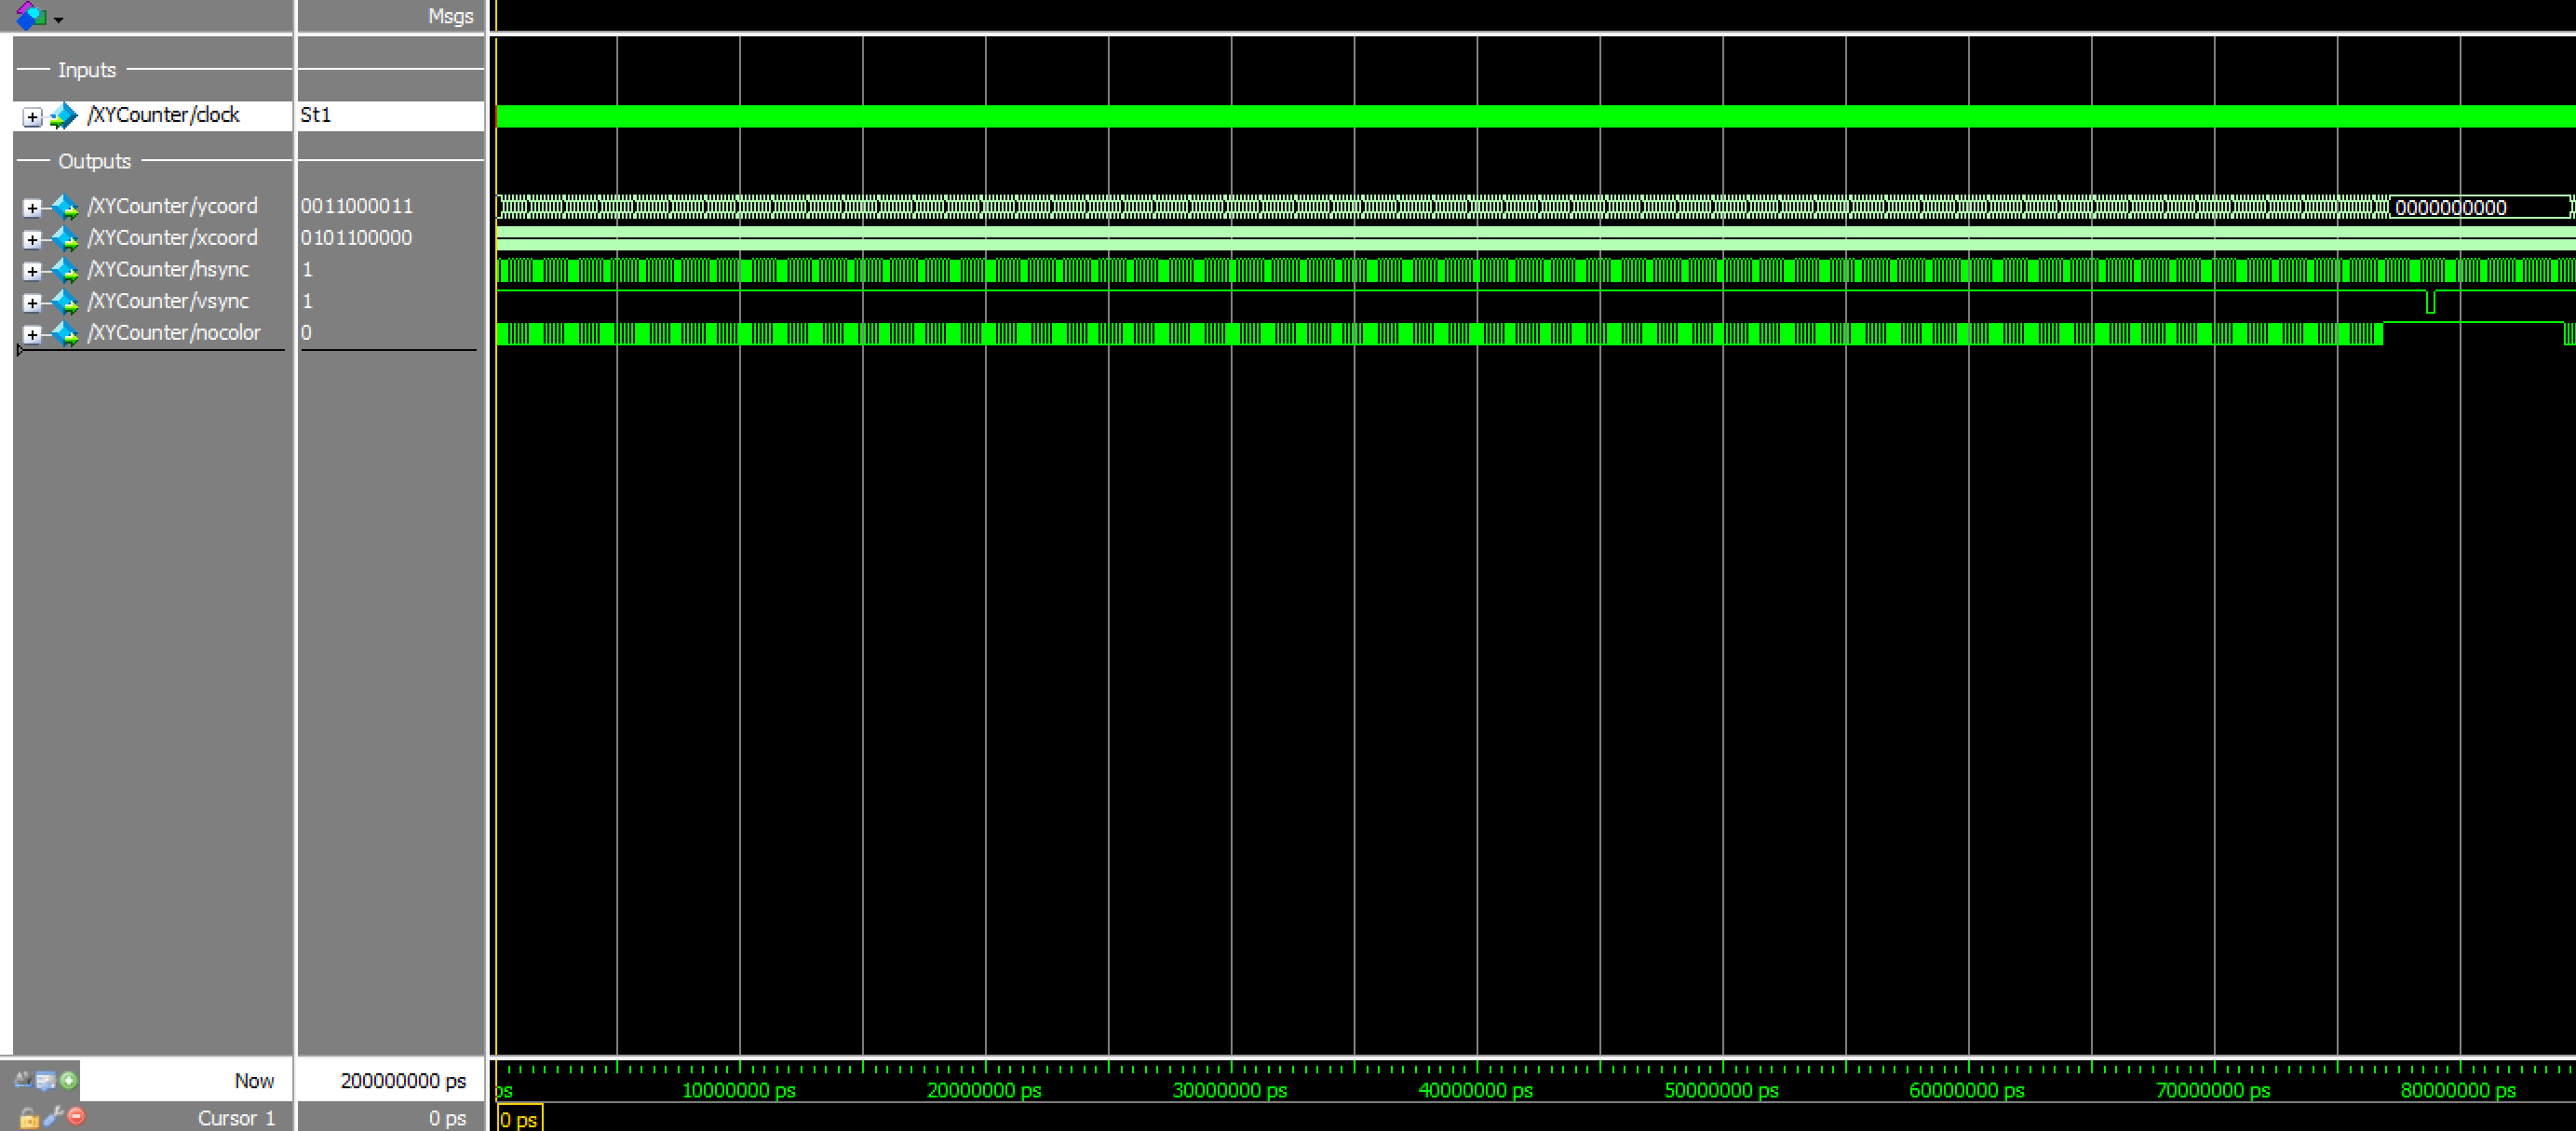 Msgs
Inputs
/XYCounter/clock St1
Outputs
/XYCounter/ycoord 0011000011 0000000000
/XYCounter/xcoord 0101100000
/XYCounter/hsync 1
/XYCounter/vsync 1
/XYCounter/nocolor 0
Now 200000000 ps ps 10000000 ps 20000000 ps 30000000 ps 40000000 ps 50000000 ps 60000000 ps 70000000 ps 80000000 ps
Cursor 1 0 ps 0 ps